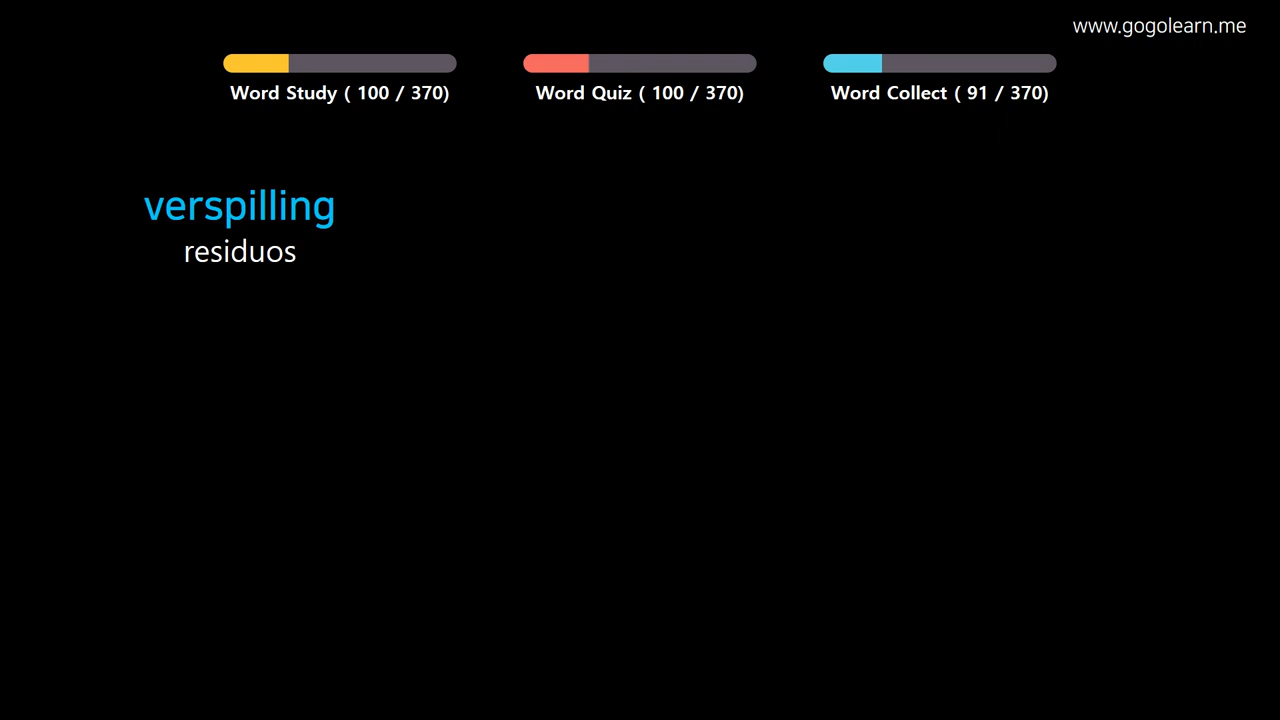 www.gogolearn.me
Word Study ( 100 / 370)
Word Quiz ( 100 / 370)
Word Collect ( 91 / 370)
verspilling
residuos